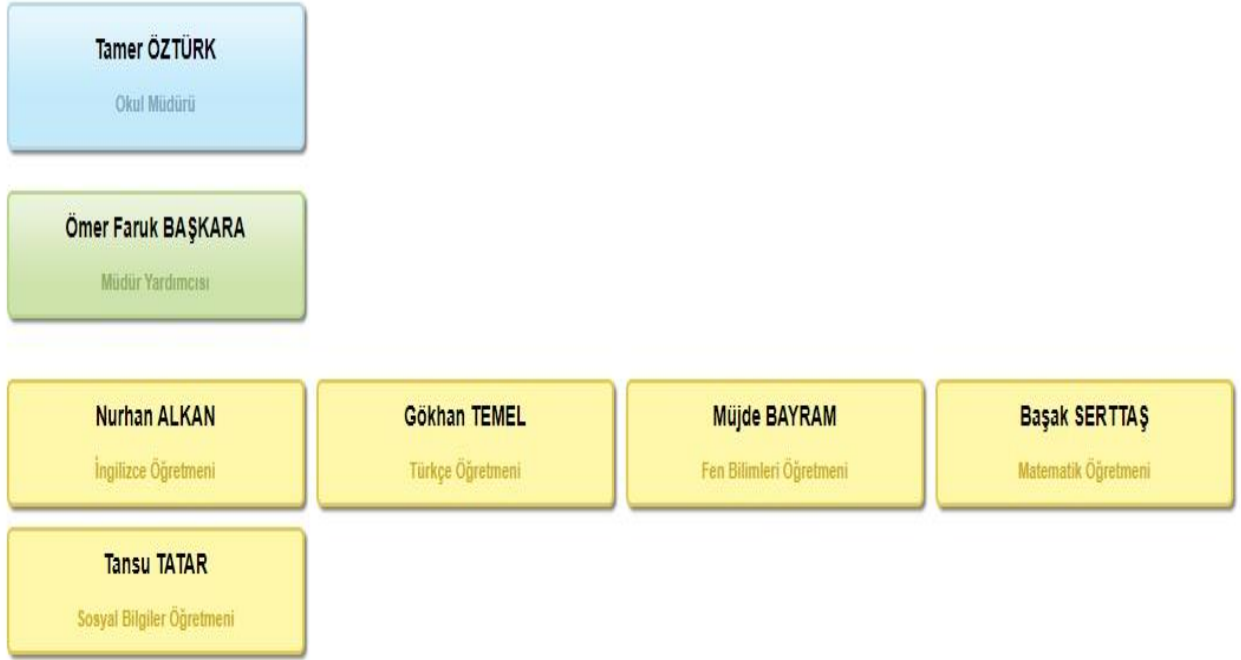 Tamer ÖZTÜRK
Okul Müdürü
Ömer Faruk BAŞKARA
Müdür Yardımcısı
Nurhan ALKAN
İngilizce Öğretmeni
Gökhan TEMEL
Türkçe Öğretmeni
Müjde BAYRAM
Fen Bilimleri Öğretmeni
Başak SERTTAŞ
Matematik Öğretmeni
Tansu TATAR
Sosyal Bilgiler Öğretmeni